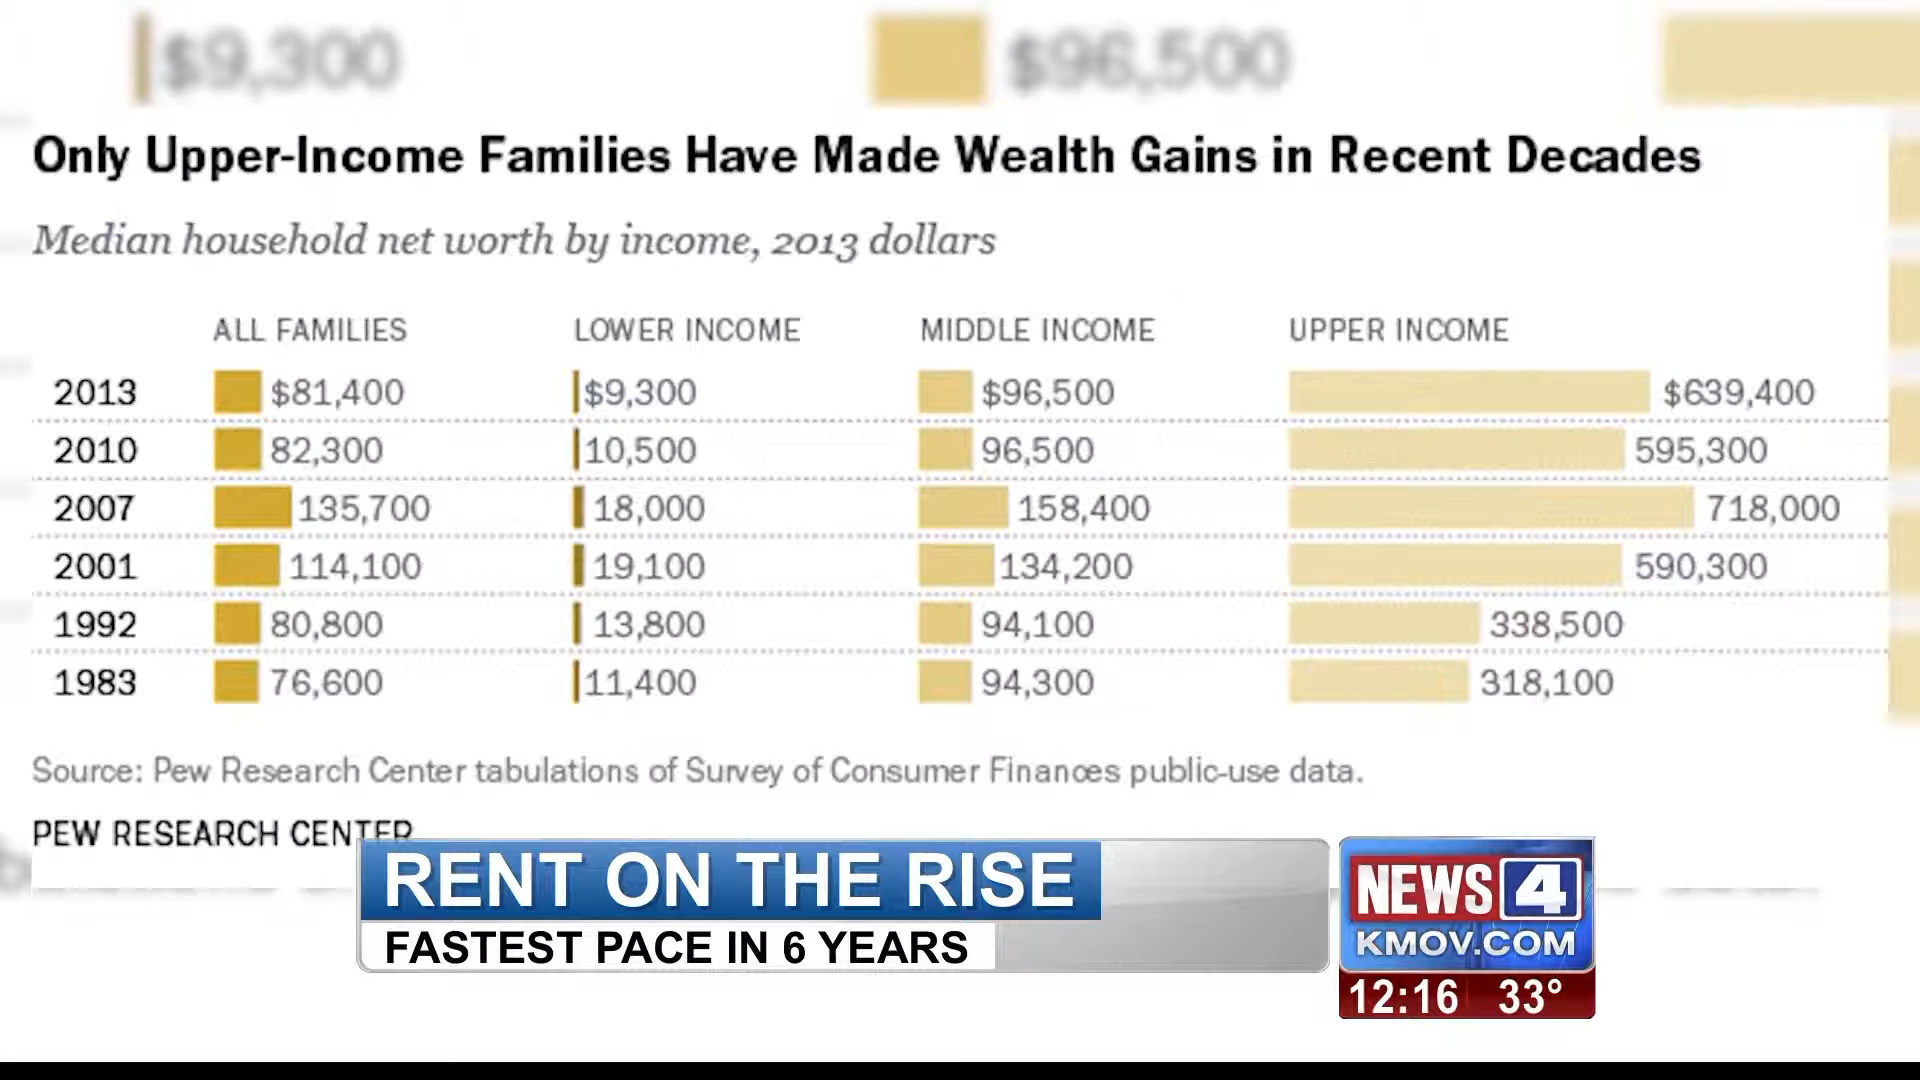 $9,300 $96,500
Only Upper-Income Families Have Made Wealth Gains in Recent Decades
Median household net worth by income, 2013 dollars
ALL FAMILIES LOWER INCOME MIDDLE INCOME UPPER INCOME
2013 $81,400 $9,300 $96,500 $639,400
2010 82,300 10,500 96,500 595,300
2007 135,700 18,000 158,400 718,000
2001 114,100 19,100 134,200 590,300
1992 80,800 13,800 94,100 338,500
1983 76,600 11,400 94,300 318,100
Source: Pew Research Center tabulations of Survey of Consumer Finances public-use data.
PEW RESEARCH CENTER
RENT ON THE RISE
FASTEST PACE IN 6 YEARS
NEWS 4
KMOV.COM
12:16 33°